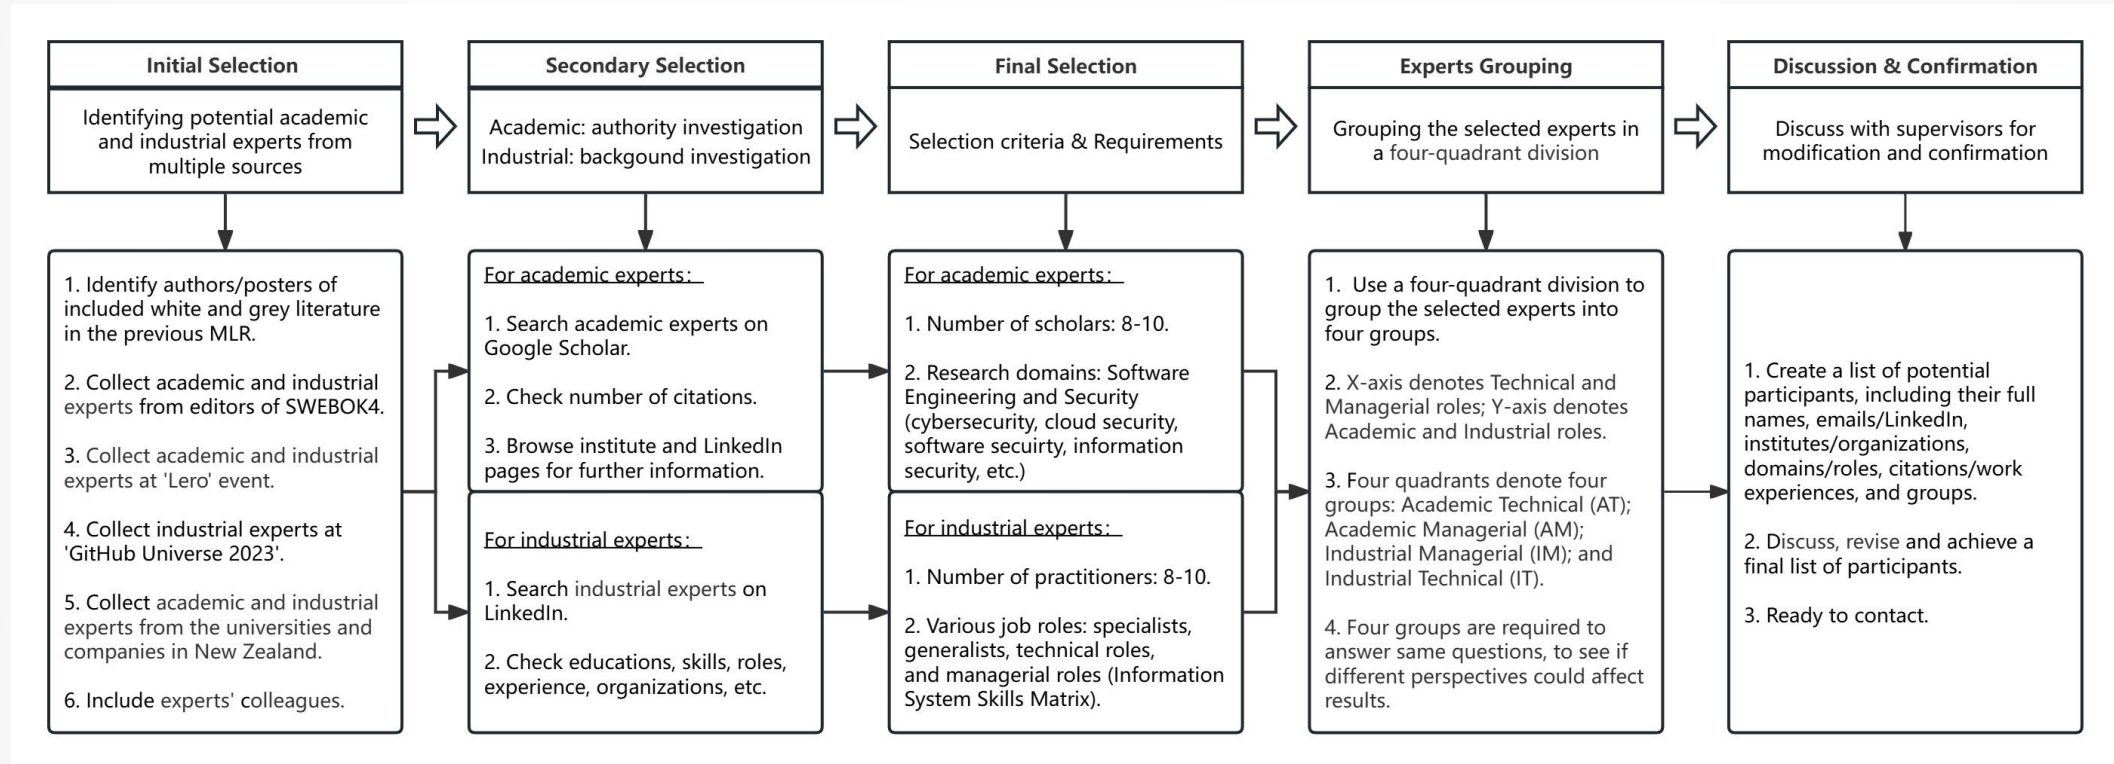 Initial Selection
Identifying potential academic
and industrial experts from
multiple sources
Secondary Selection
Academic: authority investigation
Industrial: backgound investigation
Final Selection
Selection criteria & Requirements
Experts Grouping
Grouping the selected experts in
a four-quadrant division
Discussion & Confirmation
Discuss with supervisors for
modification and confirmation
1. Identify authors/posters of
included white and grey literature
in the previous MLR.
2. Collect academic and industrial
experts from editors of SWEBOK4.
3. Collect academic and industrial
experts at 'Lero' event.
4. Collect industrial experts at
'GitHub Universe 2023'.
5. Collect academic and industrial
experts from the universities and
companies in New Zealand.
6. Include experts' colleagues.
For academic experts:
1. Search academic experts on
Google Scholar.
2. Check number of citations.
3. Browse institute and LinkedIn
pages for further information.
For industrial experts:
1. Search industrial experts on
LinkedIn.
2. Check educations, skills, roles,
experience, organizations, etc.
For academic experts:
1. Number of scholars: 8-10.
2. Research domains: Software
Engineering and Security
(cybersecurity, cloud security,
software secuirty, information
security, etc.)
For industrial experts:
1. Number of practitioners: 8-10.
2. Various job roles: specialists,
generalists, technical roles,
and managerial roles (Information
System Skills Matrix).
1. Use a four-quadrant division to
group the selected experts into
four groups.
2. X-axis denotes Technical and
Managerial roles; Y-axis denotes
Academic and Industrial roles.
3. Four quadrants denote four
groups: Academic Technical (AT);
Academic Managerial (AM);
Industrial Managerial (IM); and
Industrial Technical (IT).
4. Four groups are required to
answer same questions, to see if
different perspectives could affect
results.
1. Create a list of potential
participants, including their full
names, emails/LinkedIn,
institutes/organizations,
domains/roles, citations/work
experiences, and groups.
2. Discuss, revise and achieve a
final list of participants.
3. Ready to contact.